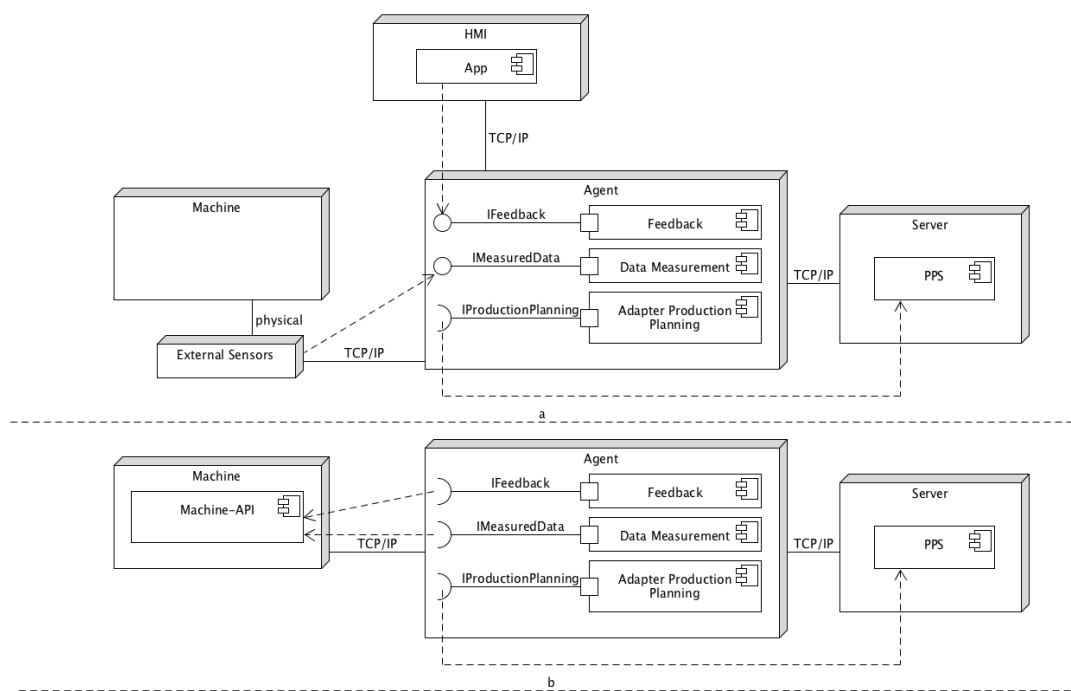 HMI
App
TCP/IP
Machine
Agent
IFeedback
Feedback
Server
IMeasuredData
Data Measurement
TCP/IP
PPS
IProductionPlanning
Adapter Production
Planning
physical
External Sensors
TCP/IP
a
Machine
Agent
Machine-API
IFeedback
Feedback
Server
IMeasuredData
Data Measurement
TCP/IP
TCP/IP
PPS
IProductionPlanning
Adapter Production
Planning
b